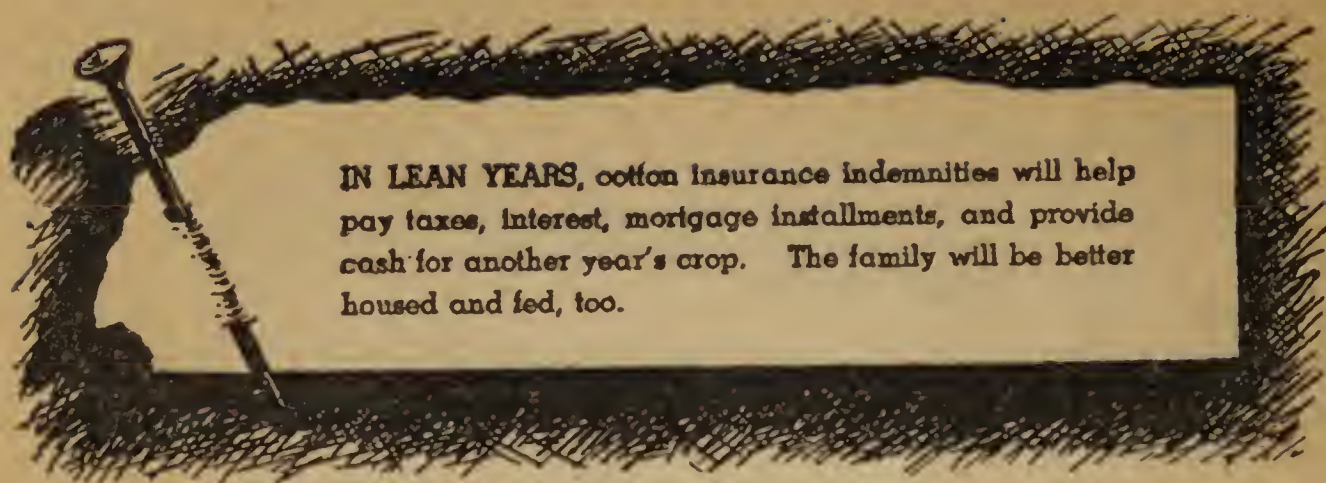 IN LEAN YEARS, cotton insurance indemnities will help
pay taxes, interest, mortgage installments, and provide
cash for another year's crop. The family will be better
housed and fed, too.